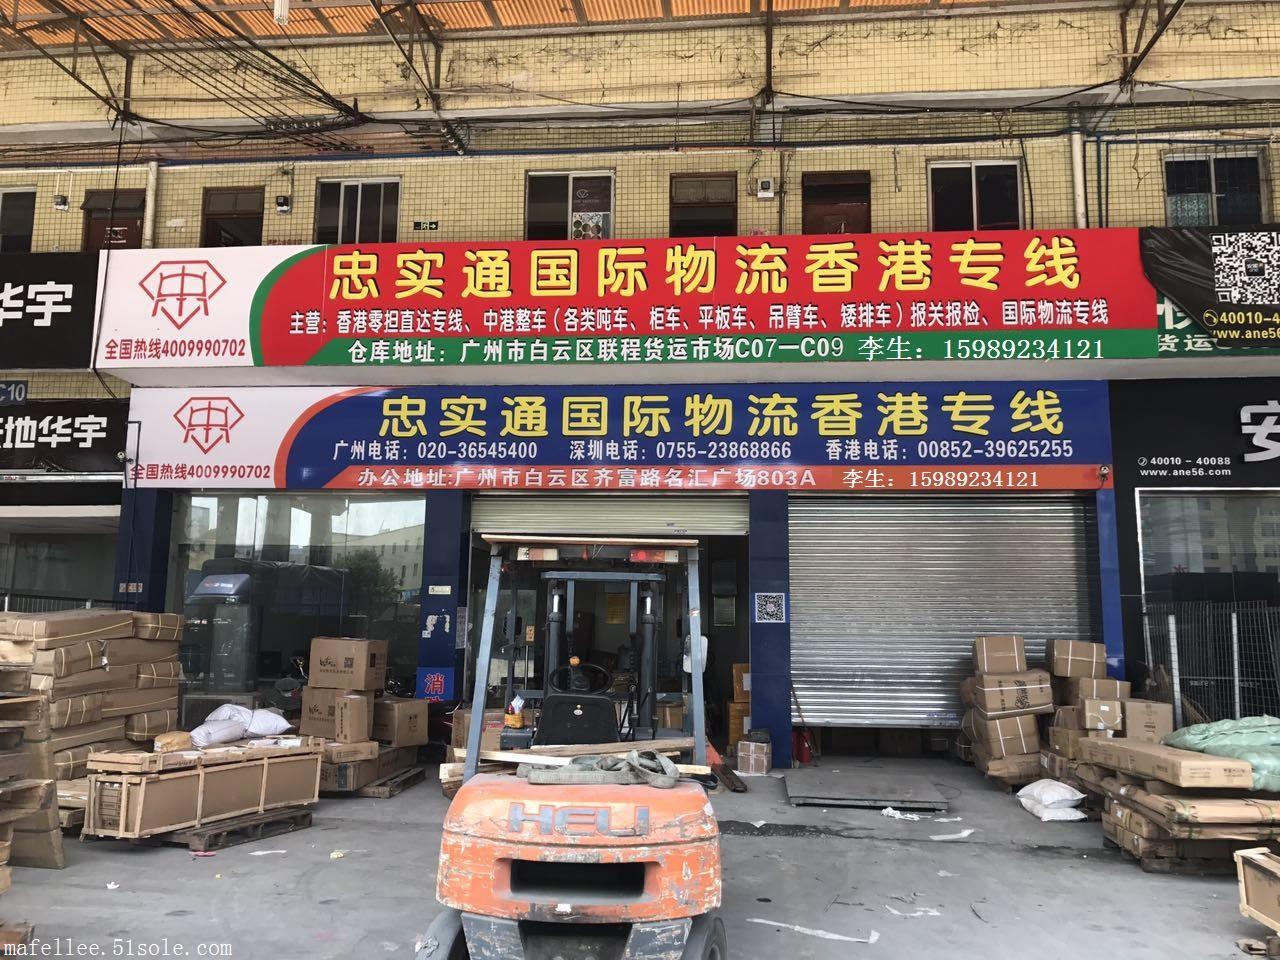 忠实通国际物流香港专线
主营：香港零担直达专线、中港整车（各类吨车、柜车、平板车、吊臂车、矮排车）报关报检、国际物流专线
全国热线4009990702
仓库地址：广州市白云区联程货运市场C07—C09 李生：15989234121
华宇
40010-4
www.ane56
货运
C10
地华宇
忠实通国际物流香港专线
广州电话：020-36545400 深圳电话：0755-23868866 香港电话：00852-39625255
全国热线4009990702
办公地址:广州市白云区齐富路名汇广场803A 李生：15989234121
安
40010 - 40088
www.ane56.com
消
HELI
mafellee.51sole.com